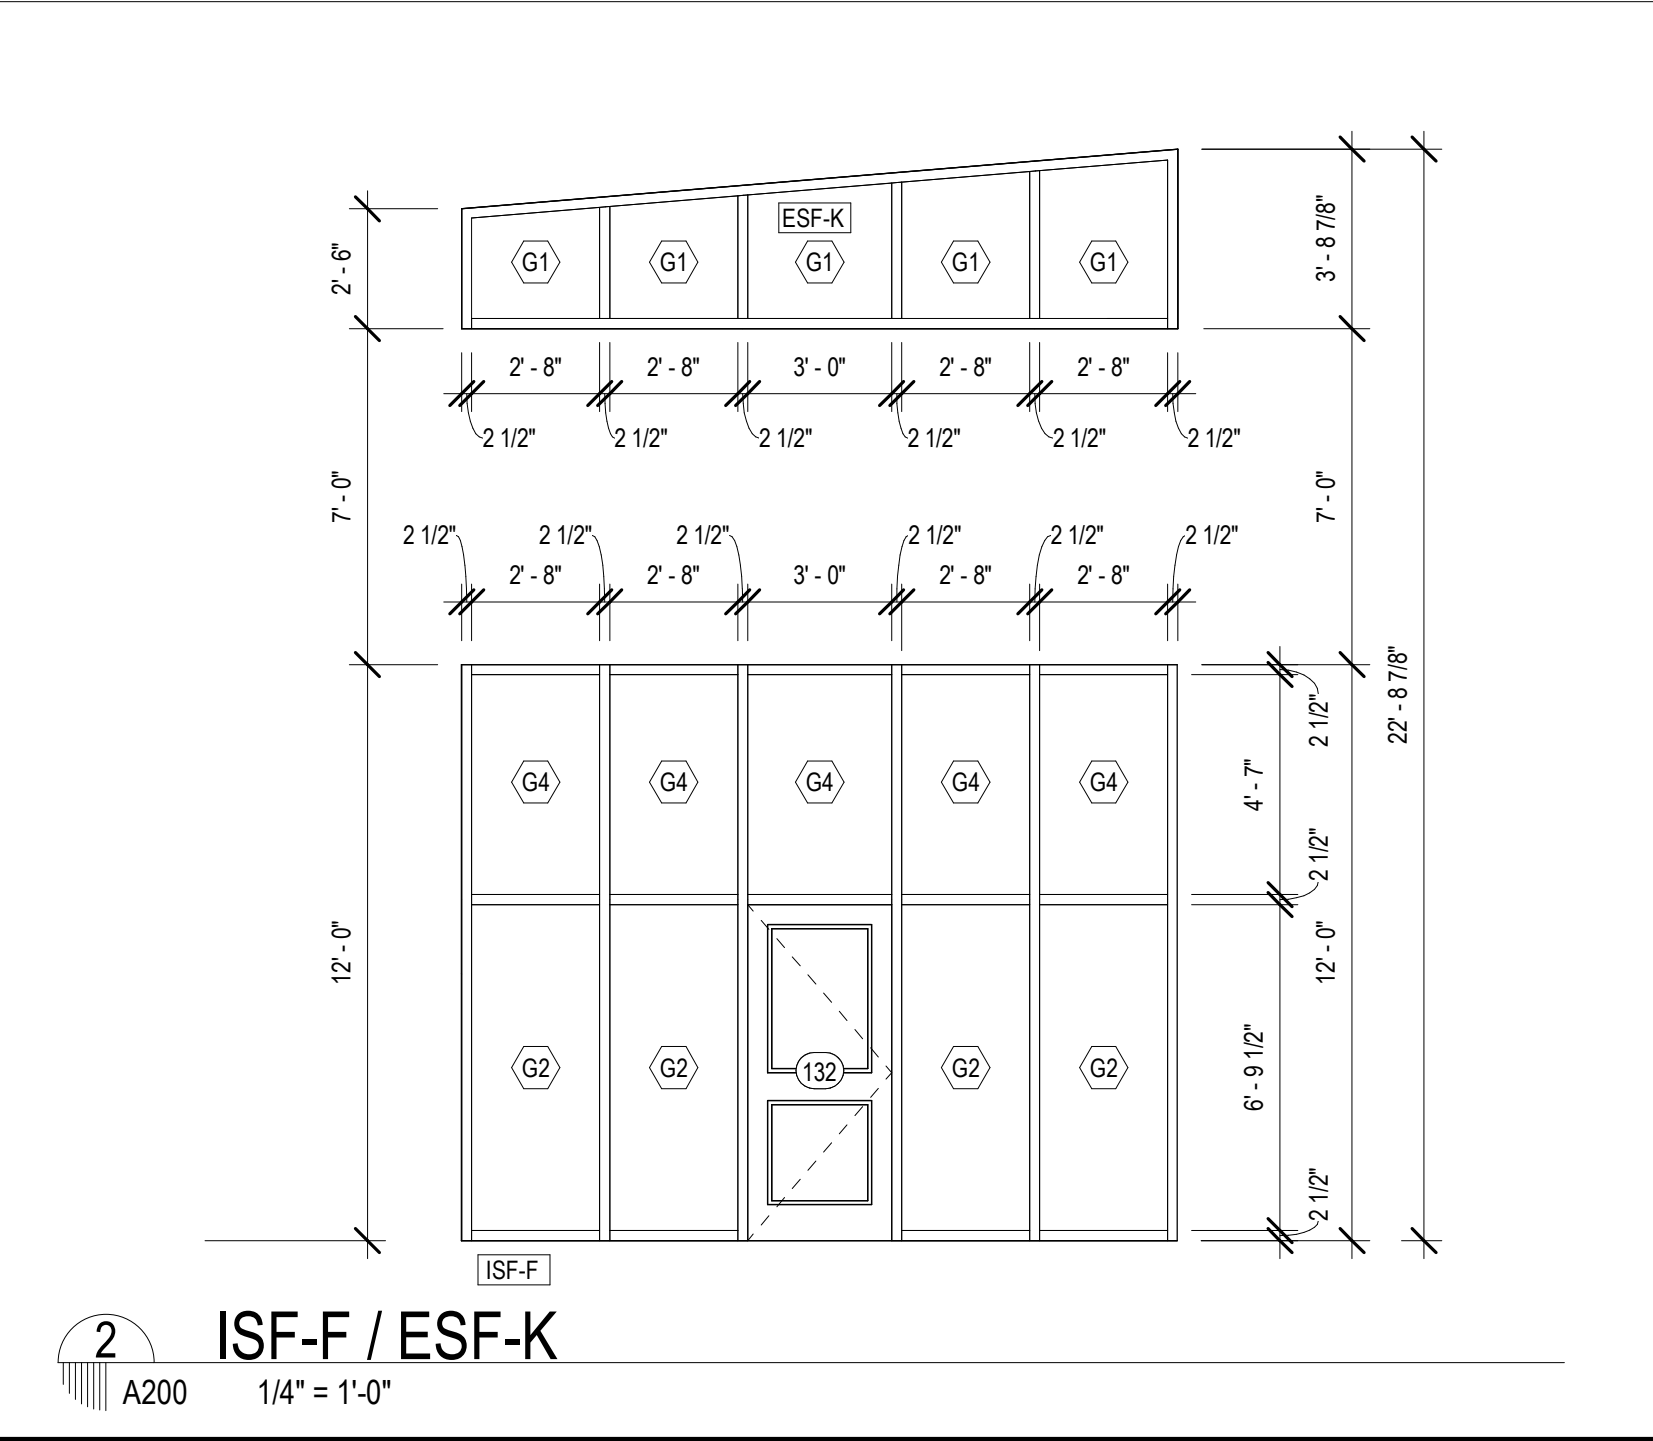 ESF-K
G1 G1 G1 G1 G1
2' - 6"
3' - 8 7/8"
2' - 8" 2' - 8" 3' - 0" 2' - 8" 2' - 8"
2 1/2" 2 1/2" 2 1/2" 2 1/2" 2 1/2" 2 1/2"
7' - 0"
7' - 0"
2 1/2" 2 1/2" 2 1/2" 2 1/2" 2 1/2" 2 1/2"
2' - 8" 2' - 8" 3' - 0" 2' - 8" 2' - 8"
22' - 8 7/8"
2 1/2"
G4 G4 G4 G4 G4
4' - 7"
2 1/2"
12' - 0"
12' - 0"
G2 G2 132 G2 G2
6' - 9 1/2"
2 1/2"
ISF-F
2 ISF-F / ESF-K
A200 1/4" = 1'-0"